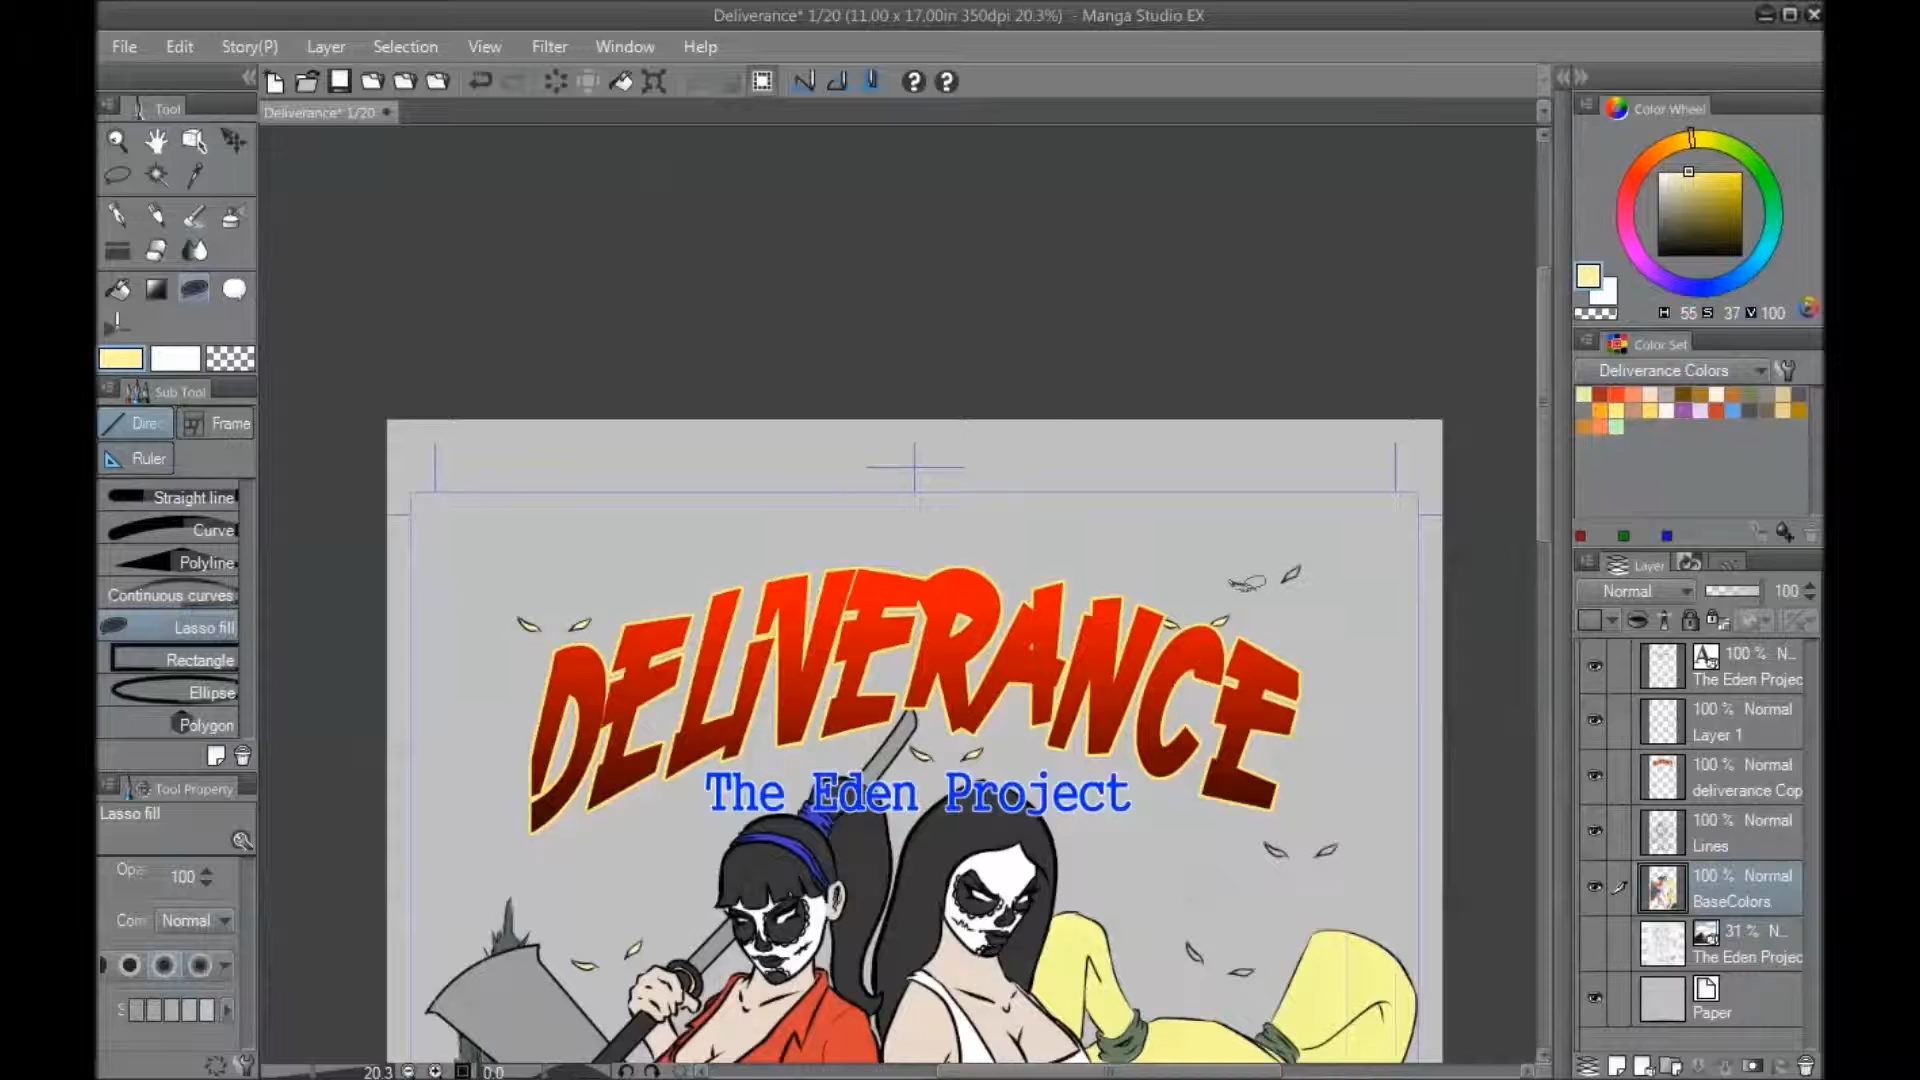 Deliverance* 1/20 (11.00 x 17.00in 350dpi 20.3%) - Manga Studio EX
File Edit Story(P) Layer Selection View Filter Window Help
Tool
Deliverance* 1/20
Color Wheel
H 55 S 37 V 100
Color Set
Deliverance Colors
Sub Tool
Direc Frame
Ruler
Straight line
Curve
Polyline
Continuous curves
Lasso fill
Rectangle
Ellipse
Polygon
Tool Property
Lasso fill
Opa 100
Com Normal
S
DELIVERANCE
The Eden Project
20.3 0.0
Layer
Normal 100
100 % N...
The Eden Projec
100 % Normal
Layer 1
100 % Normal
deliverance Cop
100 % Normal
Lines
100 % Normal
BaseColors
31 % N...
The Eden Projec
Paper